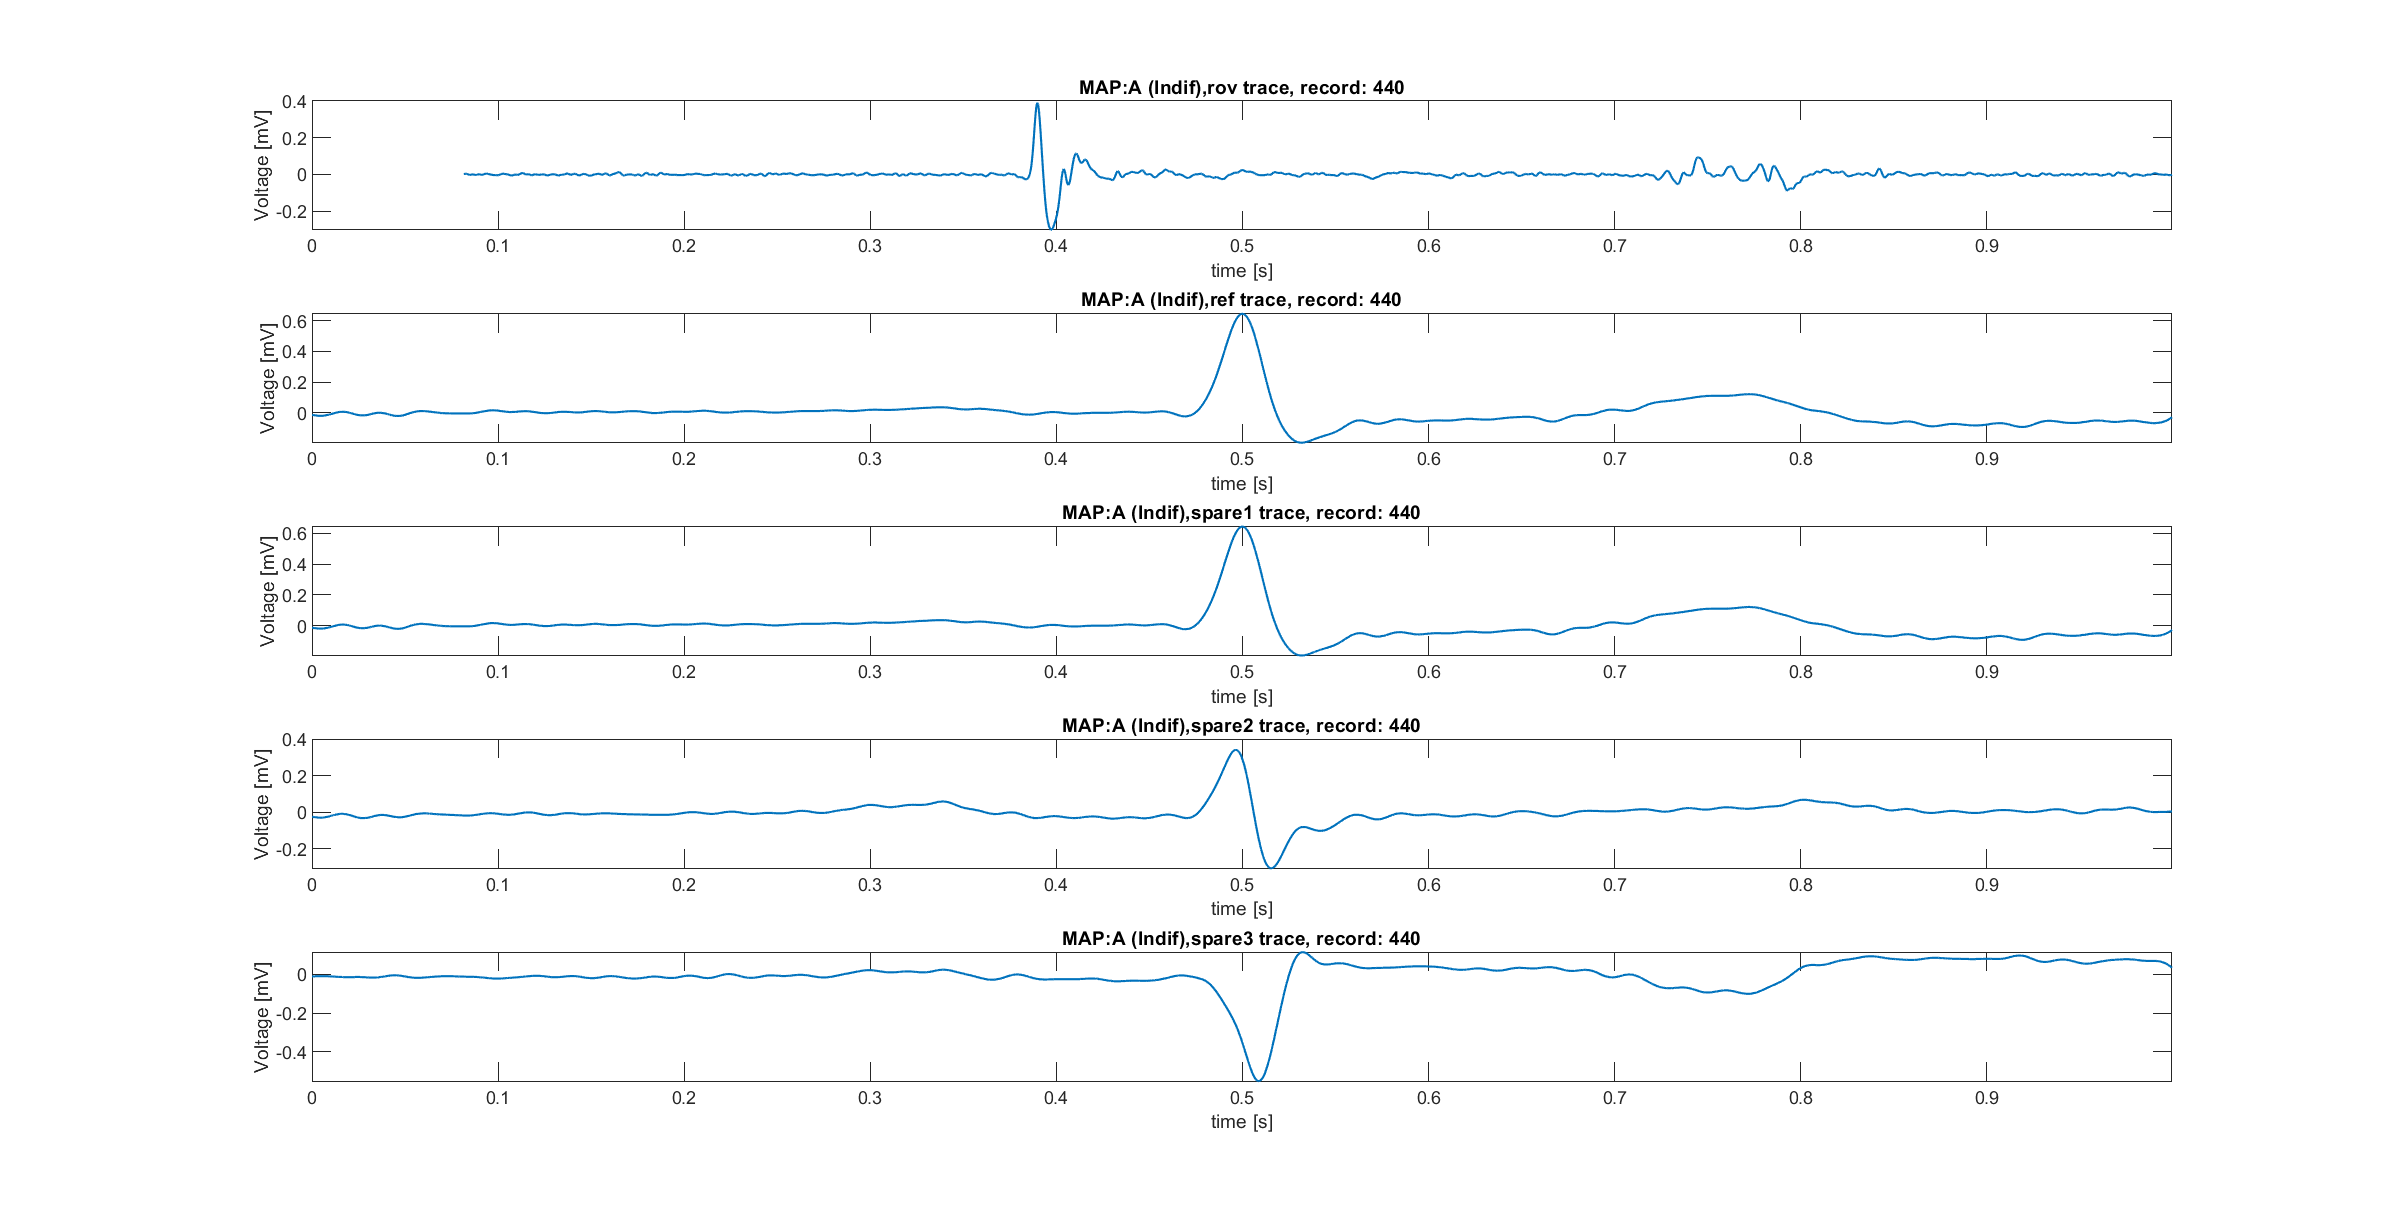 MAP:A (Indif),rov trace, record: 440
Voltage [mV]
0.4
0.2
0
-0.2
0 0.1 0.2 0.3 0.4 0.5 0.6 0.7 0.8 0.9
time [s]
MAP:A (Indif),ref trace, record: 440
Voltage [mV]
0.6
0.4
0.2
0
0 0.1 0.2 0.3 0.4 0.5 0.6 0.7 0.8 0.9
time [s]
MAP:A (Indif),spare1 trace, record: 440
Voltage [mV]
0.6
0.4
0.2
0
0 0.1 0.2 0.3 0.4 0.5 0.6 0.7 0.8 0.9
time [s]
MAP:A (Indif),spare2 trace, record: 440
Voltage [mV]
0.4
0.2
0
-0.2
0 0.1 0.2 0.3 0.4 0.5 0.6 0.7 0.8 0.9
time [s]
MAP:A (Indif),spare3 trace, record: 440
Voltage [mV]
0
-0.2
-0.4
0 0.1 0.2 0.3 0.4 0.5 0.6 0.7 0.8 0.9
time [s]